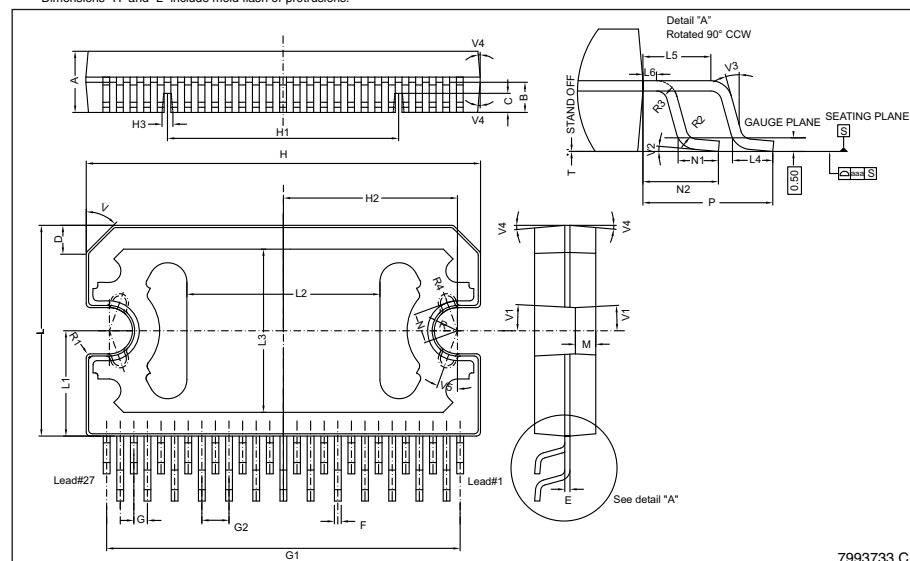 Dimensions "H" and "L" include mold flash or protrusions.
Detail "A"
Rotated 90° CCW
L5
V4
A
L6
V3
STAND OFF
R3
R2
GAUGE PLANE
SEATING PLANE
S
C
B
H3
V4
H1
V2
N1
L4
T
0.50
D aaa S
H
N2
P
H2
V
D
V4
V4
R4
L2
L
L3
N
R
V1
V1
R1
M
L1
V5
Lead#27
Lead#1
E
See detail "A"
G
G2
F
G1
7993733 C